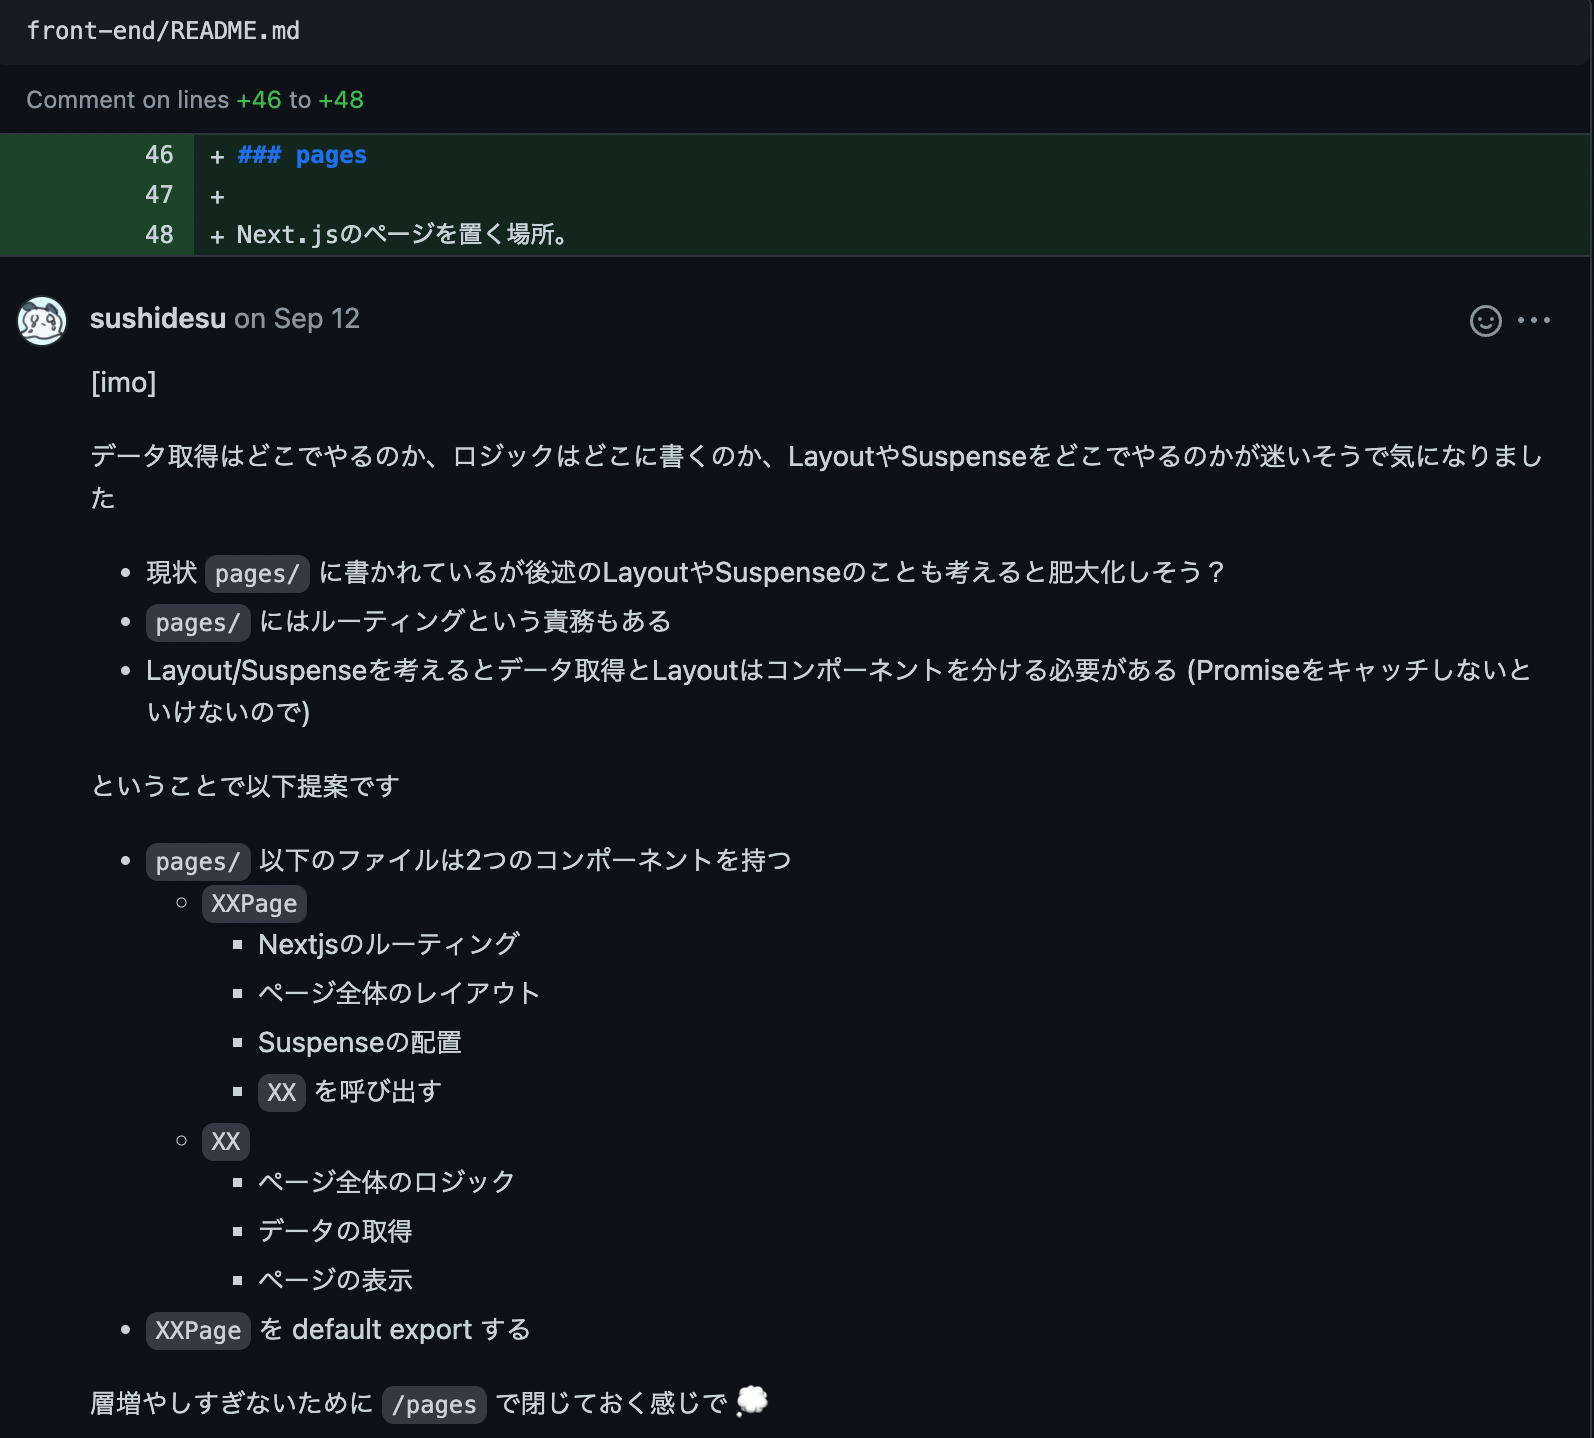 front-end/README.md
Comment on lines +46 to +48
46 + ### pages
47 +
48 + Next.jsのページを置く場所。
sushidesu on Sep 12
[imo]
データ取得はどこでやるのか、ロジックはどこに書くのか、LayoutやSuspenseをどこでやるのかが迷いそうで気になりまし
た
• 現状 pages/ に書かれているが後述のLayoutやSuspenseのことも考えると肥大化しそう？
• pages/ にはルーティングという責務もある
• Layout/Suspenseを考えるとデータ取得とLayoutはコンポーネントを分ける必要がある (Promiseをキャッチしないと
いけないので)
ということで以下提案です
• pages/ 以下のファイルは2つのコンポーネントを持つ
◦ XXPage
▪ Nextjsのルーティング
▪ ページ全体のレイアウト
▪ Suspenseの配置
▪ XX を呼び出す
◦ XX
▪ ページ全体のロジック
▪ データの取得
▪ ページの表示
• XXPage を default export する
層増やしすぎないために /pages で閉じておく感じで 💭